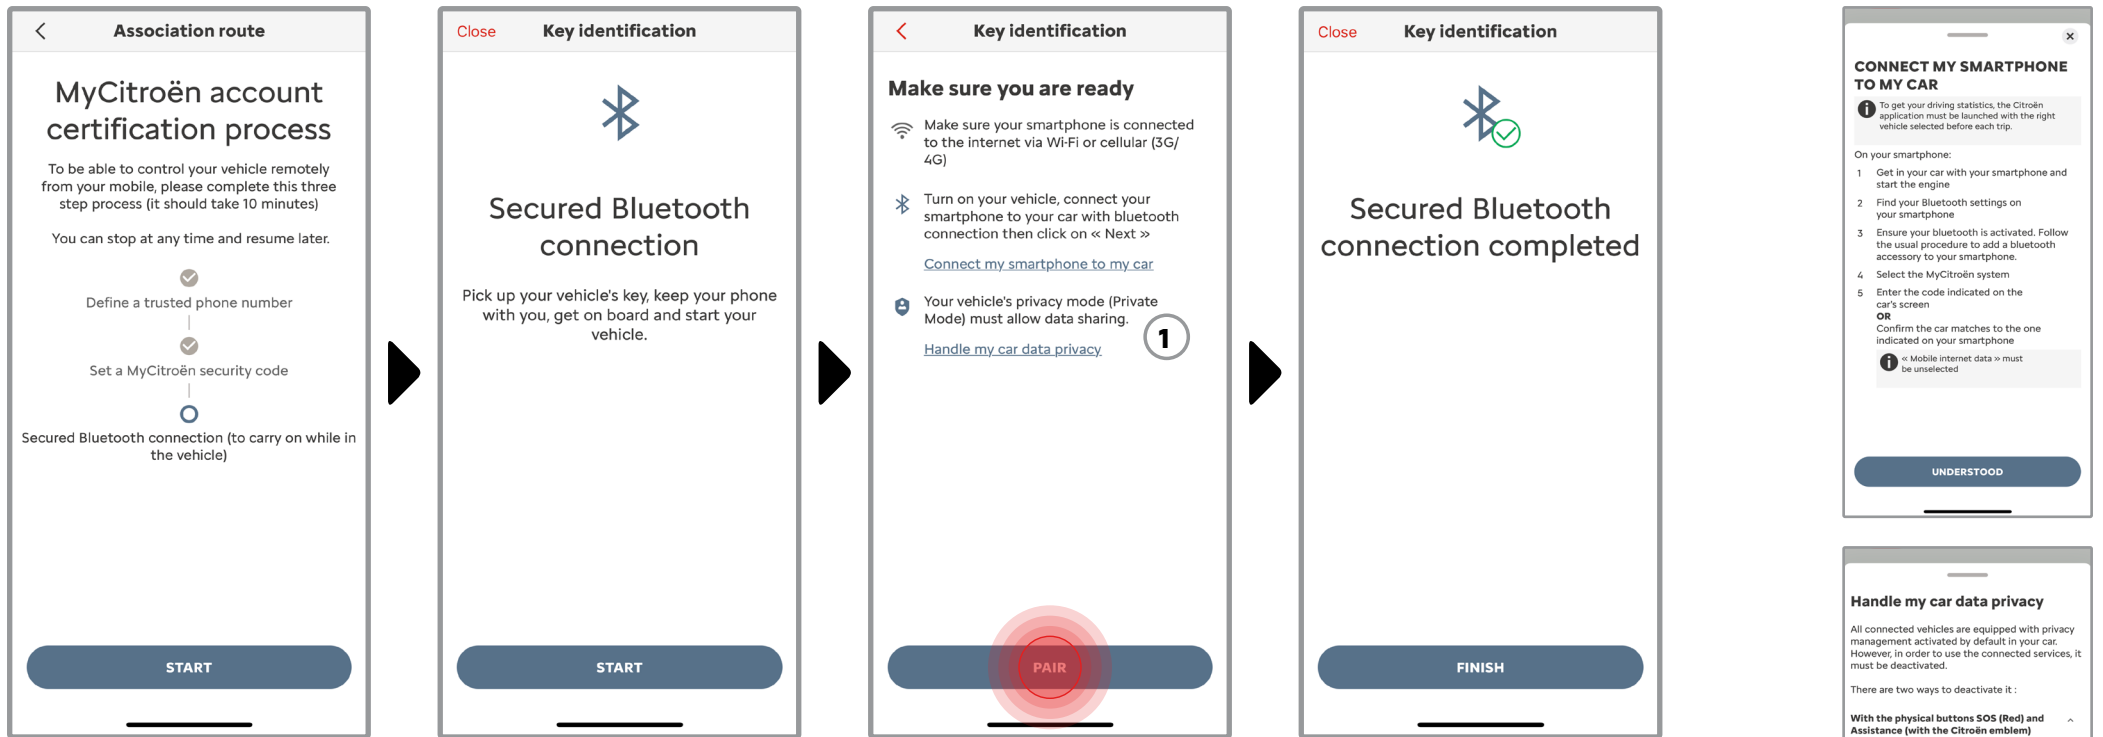 Association route
MyCitroën account
certification process
To be able to control your vehicle remotely
from your mobile, please complete this three
step process (it should take 10 minutes)
You can stop at any time and resume later.
Define a trusted phone number
Set a MyCitroën security code
Secured Bluetooth connection (to carry on while in
the vehicle)
START
Close
Key identification
Secured Bluetooth
connection
Pick up your vehicle's key, keep your phone
with you, get on board and start your
vehicle.
START
Key identification
Make sure you are ready
Make sure your smartphone is connected
to the internet via Wi-Fi or cellular (3G/
4G)
Turn on your vehicle, connect your
smartphone to your car with bluetooth
connection then click on « Next »
Connect my smartphone to my car
Your vehicle's privacy mode (Private
Mode) must allow data sharing.
1
Handle my car data privacy
PAIR
Close
Key identification
Secured Bluetooth
connection completed
FINISH
CONNECT MY SMARTPHONE
TO MY CAR
To get your driving statistics, the Citroën
application must be launched with the right
vehicle selected before each trip.
On your smartphone:
1 Get in your car with your smartphone and
start the engine
2 Find your Bluetooth settings on
your smartphone
3 Ensure your bluetooth is activated. Follow
the usual procedure to add a bluetooth
accessory to your smartphone.
4 Select the MyCitroën system
5 Enter the code indicated on the
car's screen
OR
Confirm the car matches to the one
indicated on your smartphone
« Mobile internet data » must
be unselected
UNDERSTOOD
Handle my car data privacy
All connected vehicles are equipped with privacy
management activated by default in your car.
However, in order to use the connected services, it
must be deactivated.
There are two ways to deactivate it :
With the physical buttons SOS (Red) and
Assistance (with the Citroën emblem)